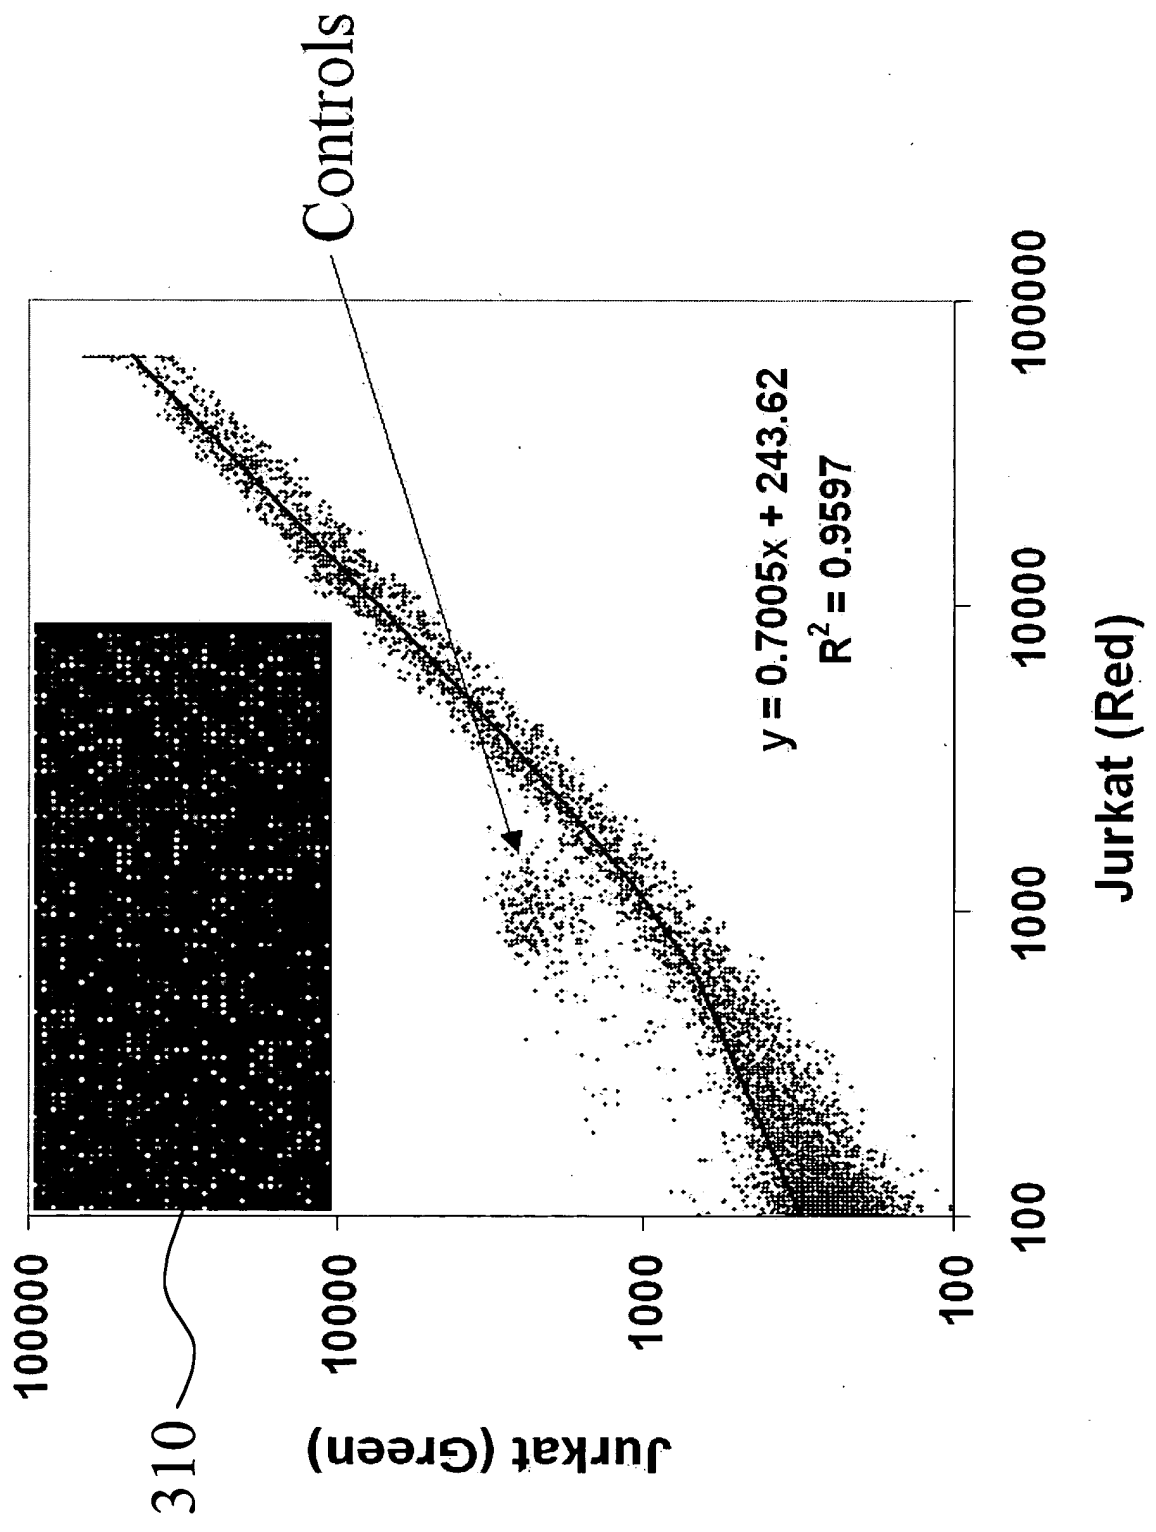 310
Controls
Jurkat (Green)
100000
10000
1000
100
y = 0.7005x + 243.62
R² = 0.9597
100
1000
10000
100000
Jurkat (Red)